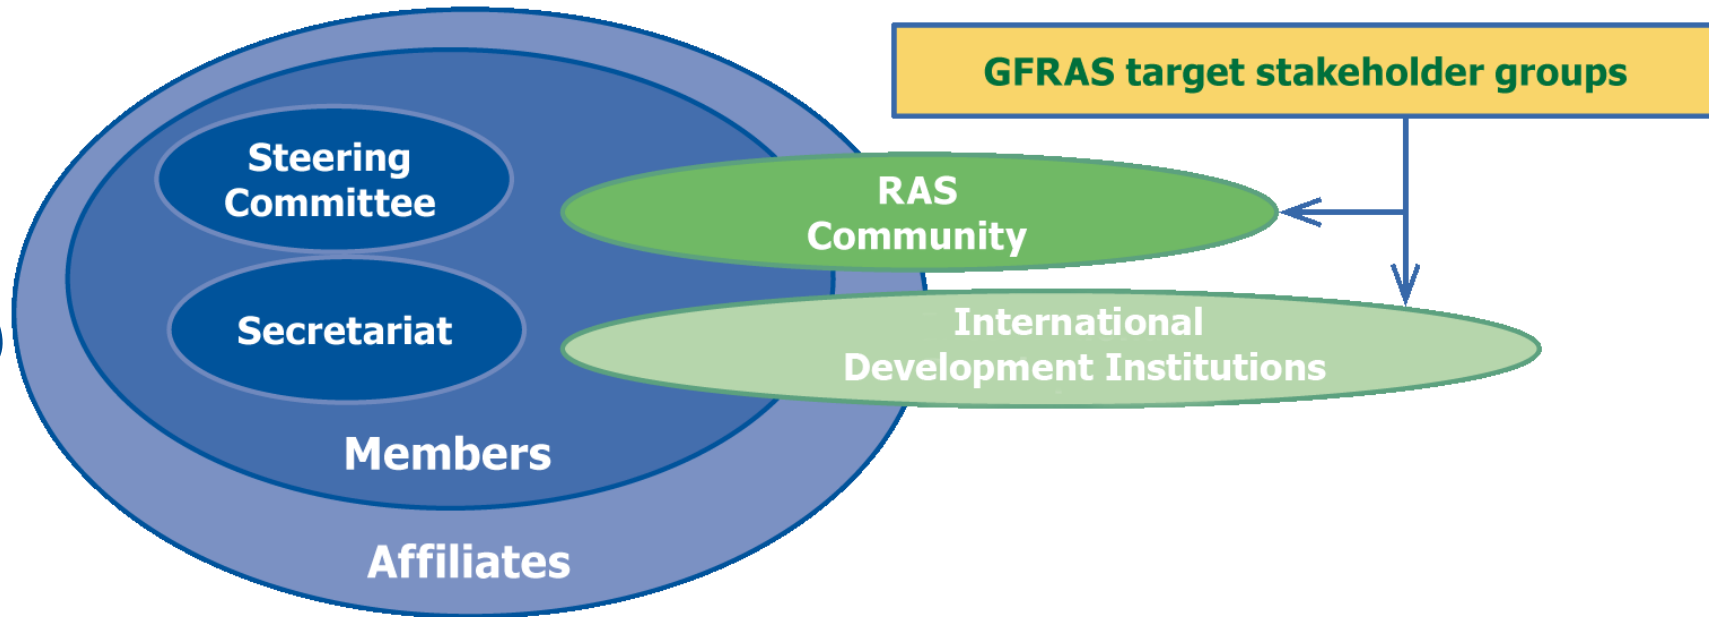 GFRAS target stakeholder groups
Steering
Committee
RAS
Community
Secretariat
International
Development Institutions
Members
Affiliates